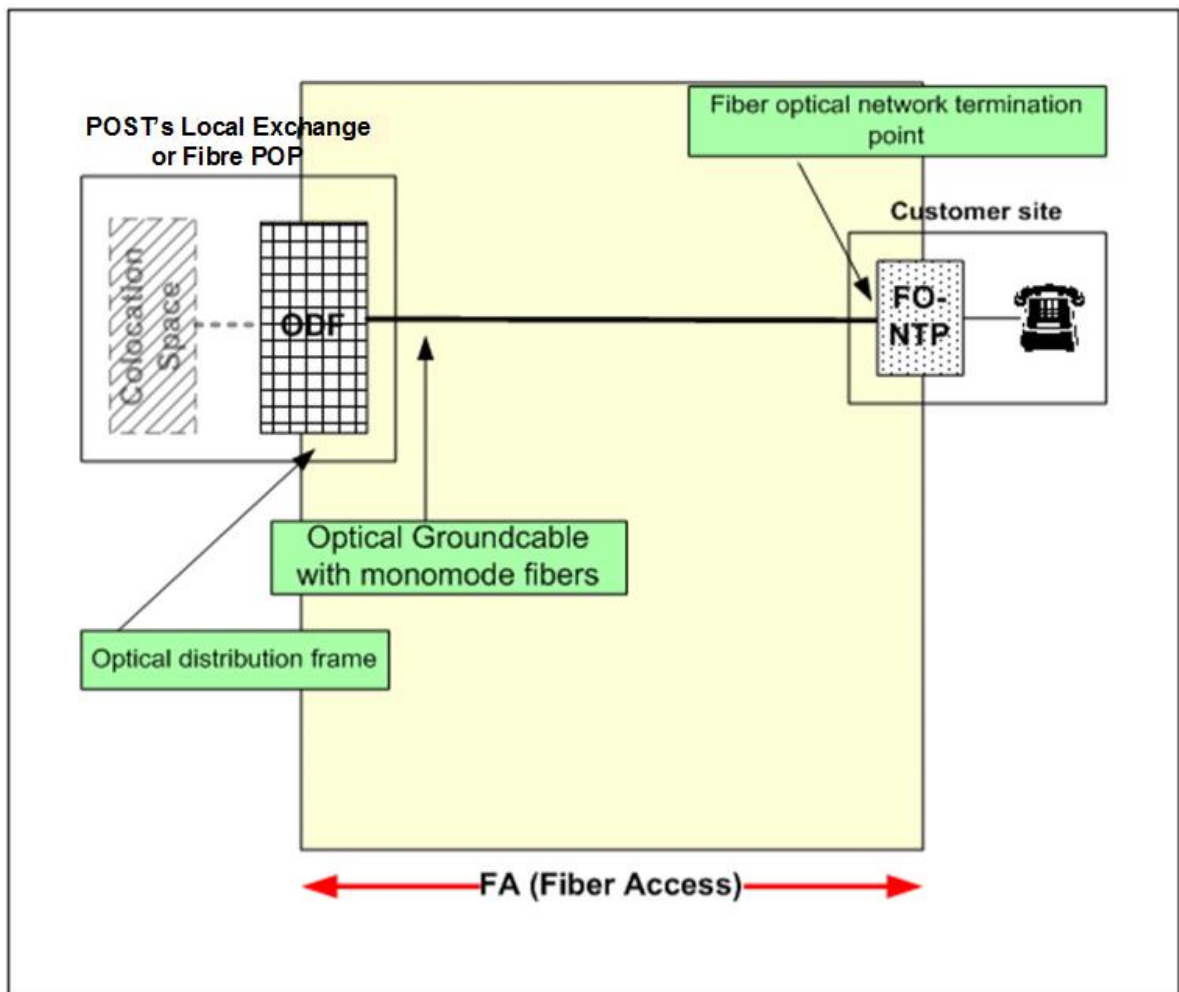 POST's Local Exchange
or Fibre POP
Fiber optical network termination
point
Customer site
Colocation
Space
ODF
FO-
NTP
Optical Groundcable
with monomode fibers
Optical distribution frame
FA (Fiber Access)